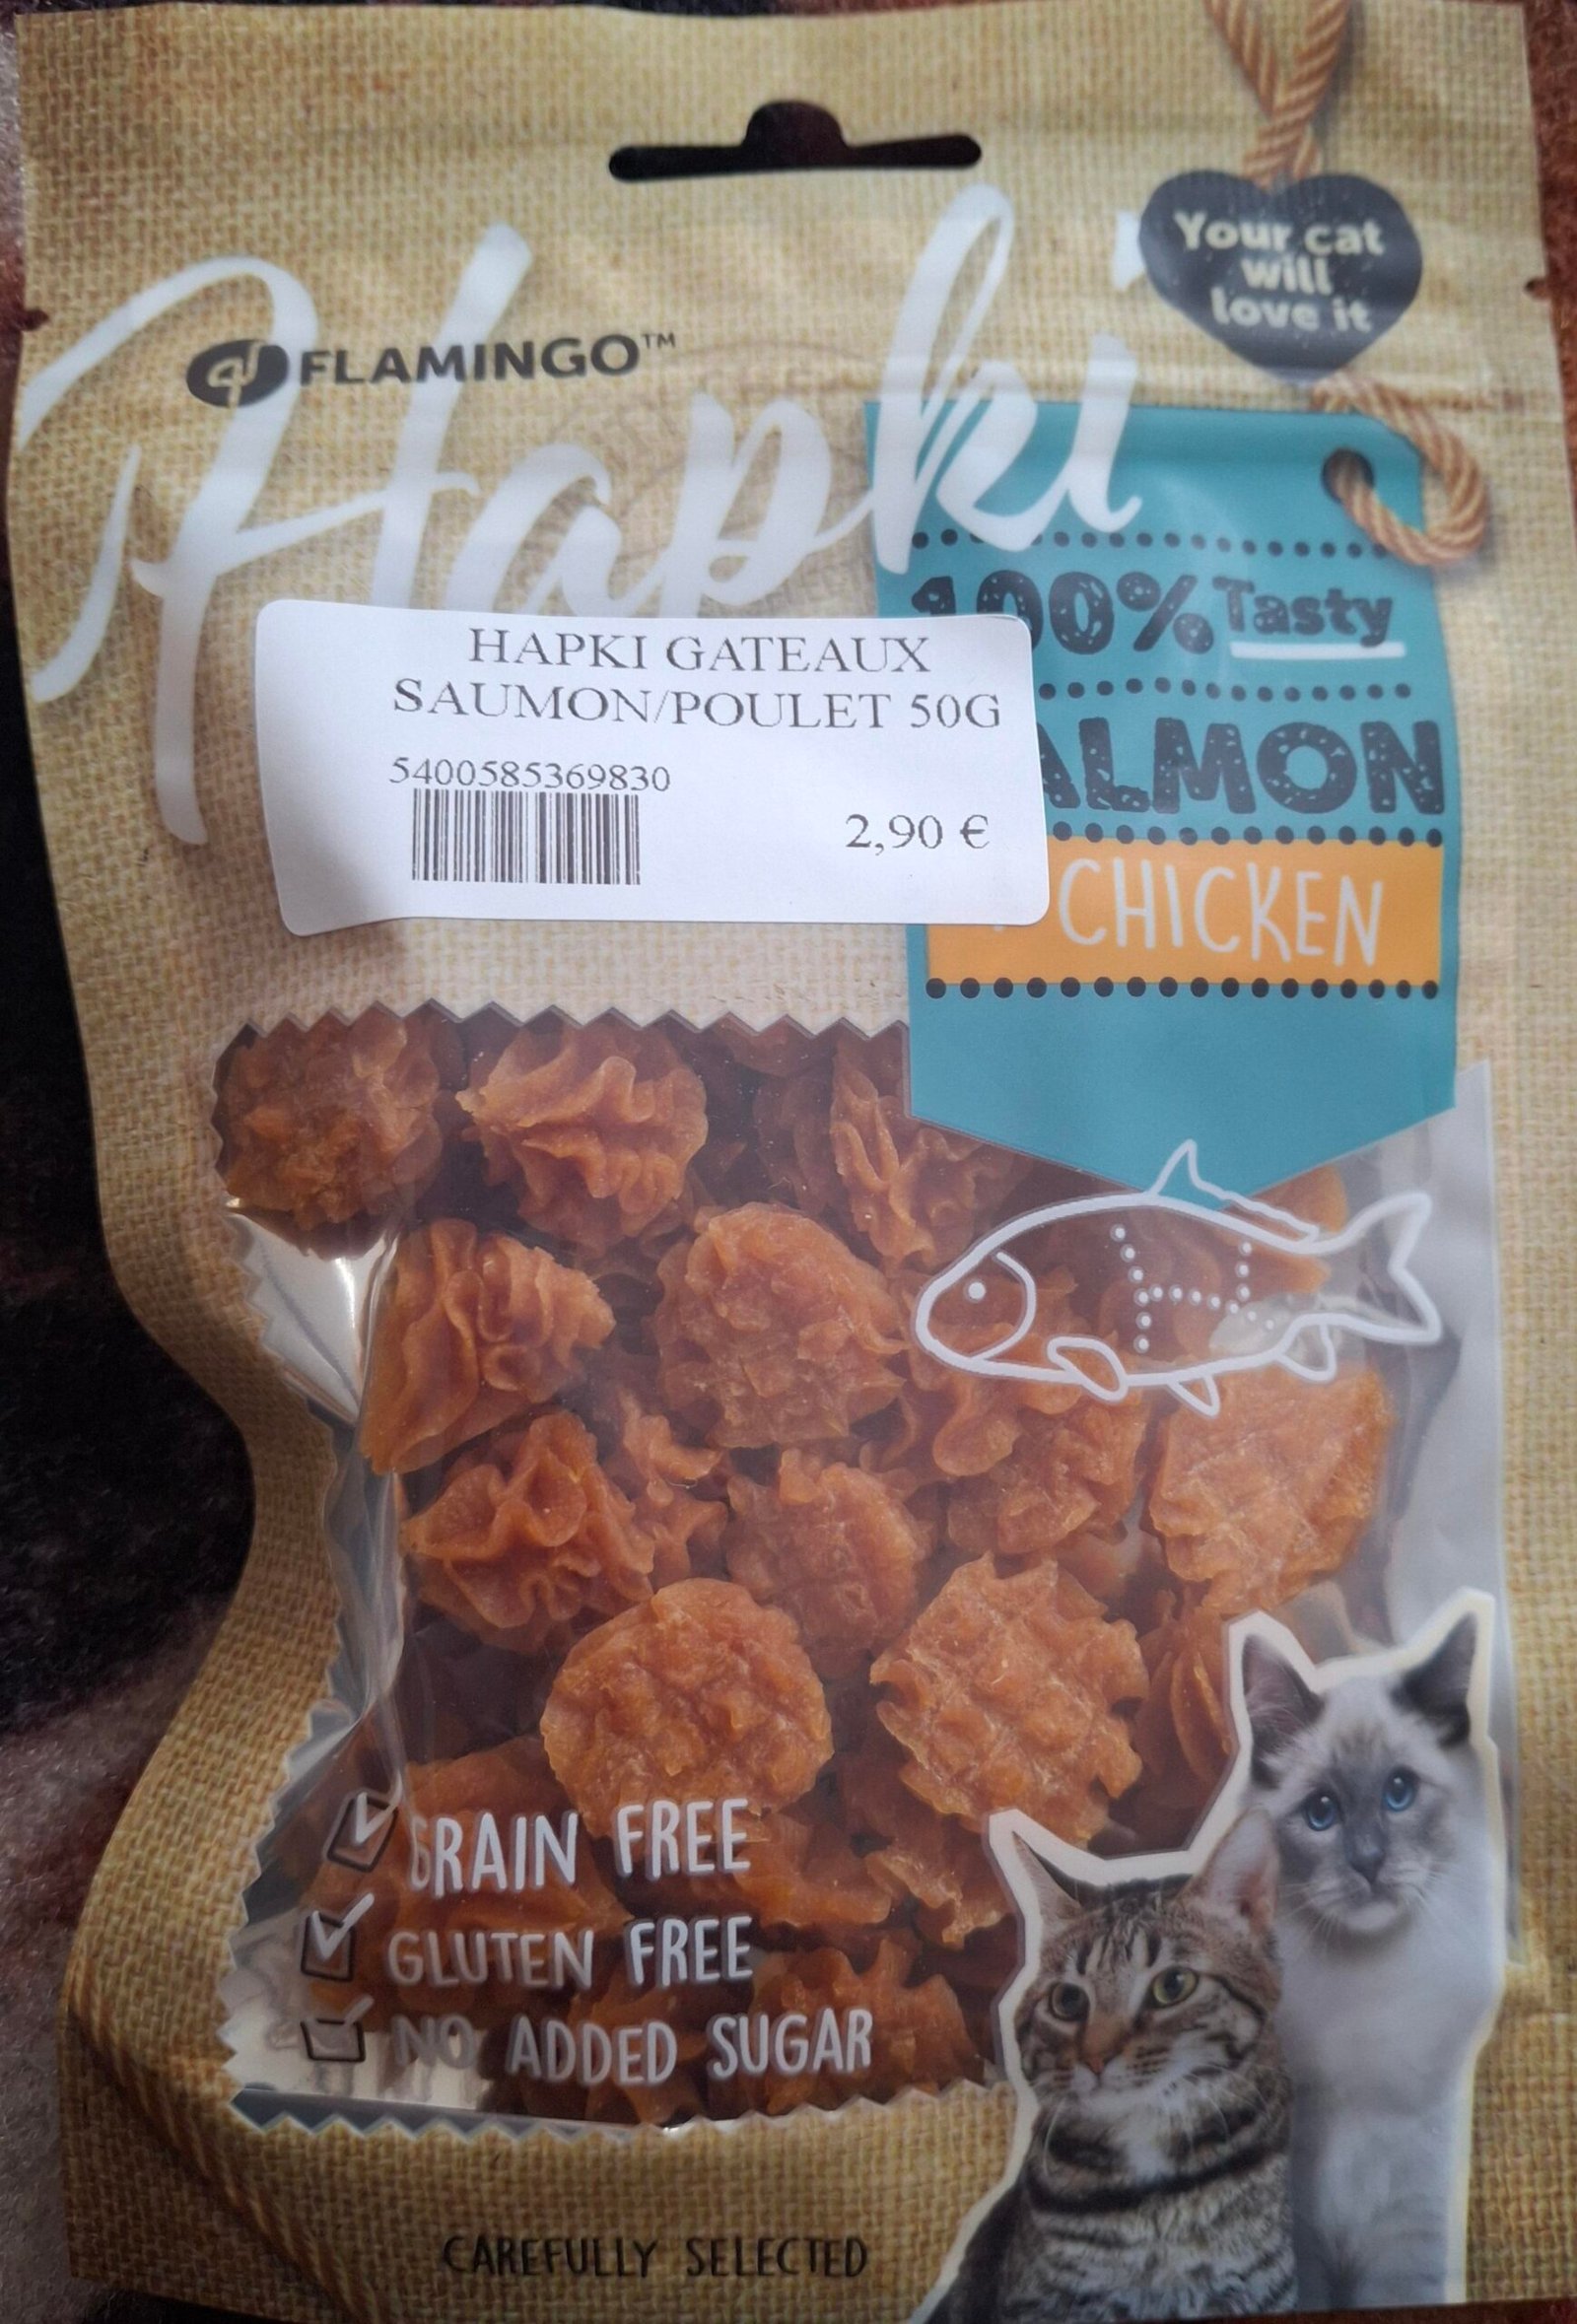 Your cat
will
love it
FLAMINGO™
Hapki
100% Tasty
HAPKI GATEAUX
SAUMON/POULET 50G
5400585369830
2,90 €
ALMON
CHICKEN
GRAIN FREE
GLUTEN FREE
NO ADDED SUGAR
CAREFULLY SELECTED